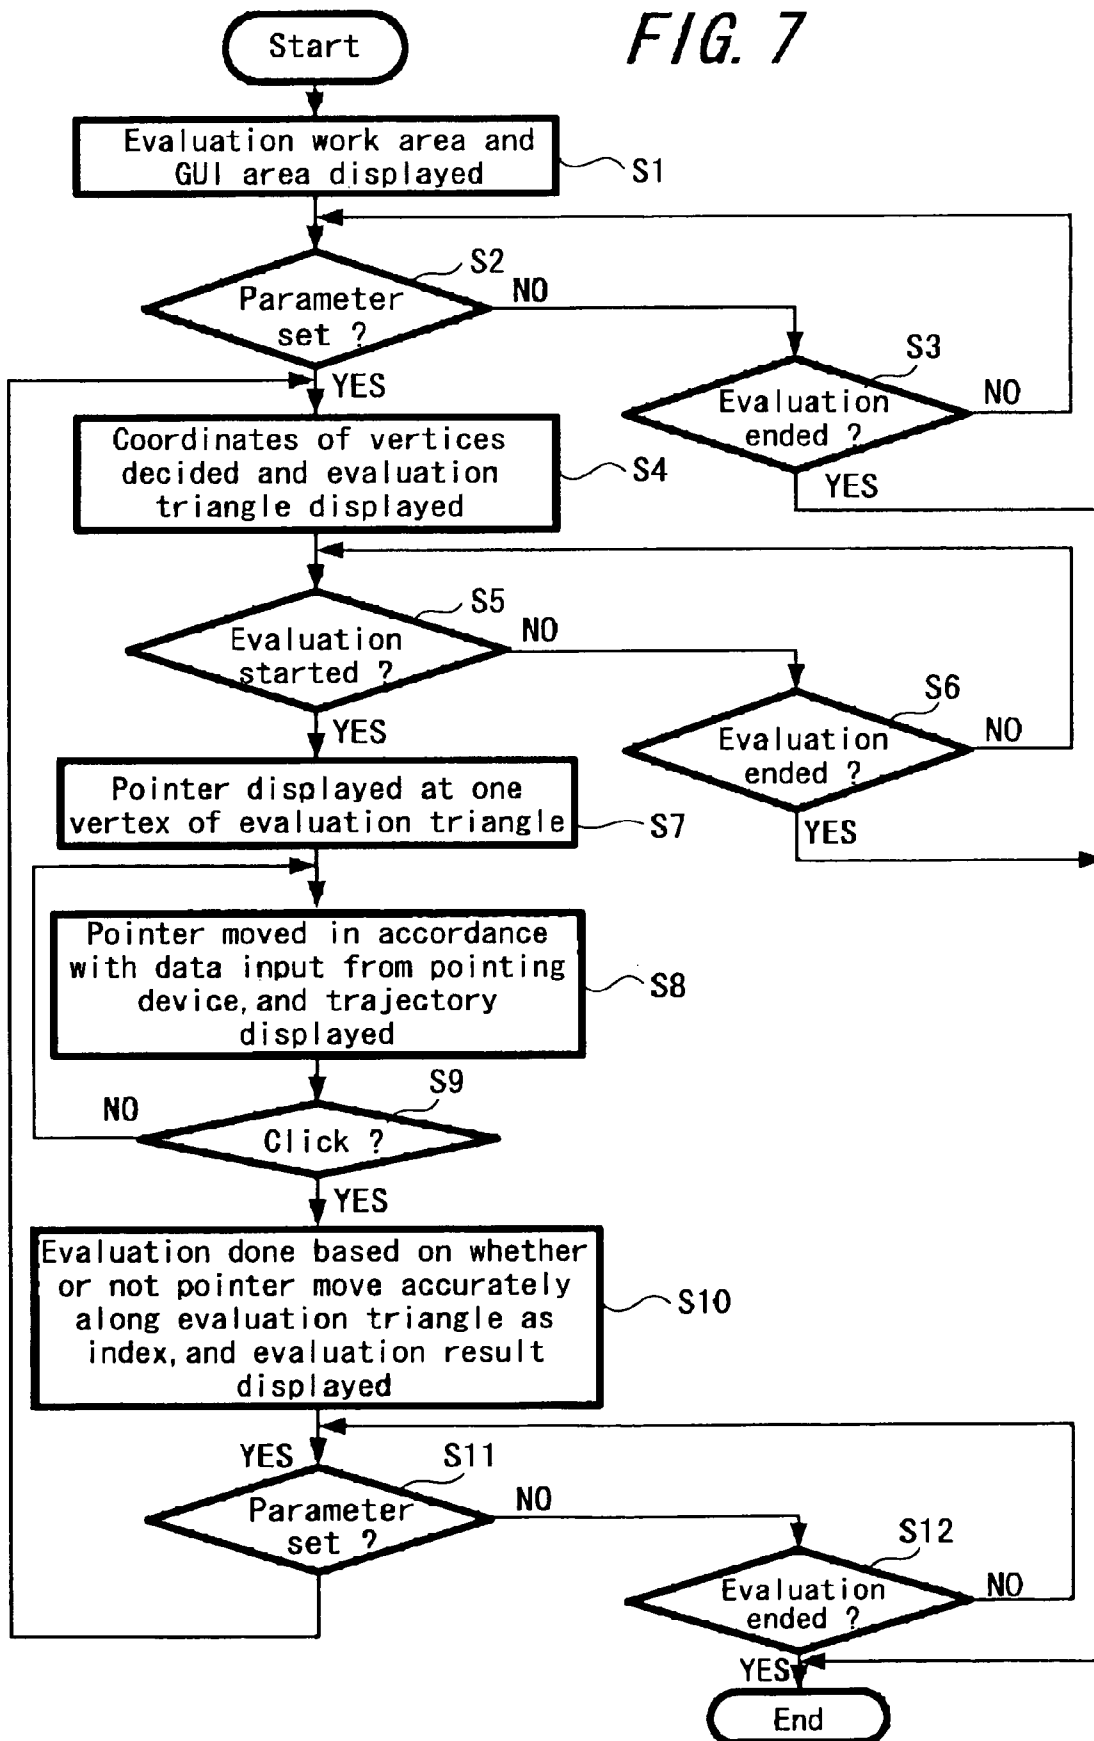 FIG. 7
Start
Evaluation work area and
GUI area displayed
S1
S2
Parameter
set ?
NO
S3
YES
Evaluation
ended ?
NO
YES
Coordinates of vertices
decided and evaluation
triangle displayed
S4
S5
Evaluation
started ?
NO
S6
YES
Evaluation
ended ?
NO
YES
Pointer displayed at one
vertex of evaluation triangle
S7
Pointer moved in accordance
with data input from pointing
device, and trajectory
displayed
S8
S9
NO
Click ?
YES
Evaluation done based on whether
or not pointer move accurately
along evaluation triangle as
index, and evaluation result
displayed
S10
YES
S11
Parameter
set ?
NO
S12
Evaluation
ended ?
NO
YES
End